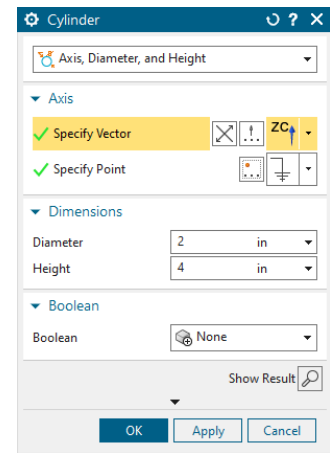 Cylinder
?
Axis, Diameter, and Height
Axis
Specify Vector
ZC
Specify Point
Dimensions
Diameter 2 in
Height 4 in
Boolean
Boolean None
Show Result
OK Apply Cancel